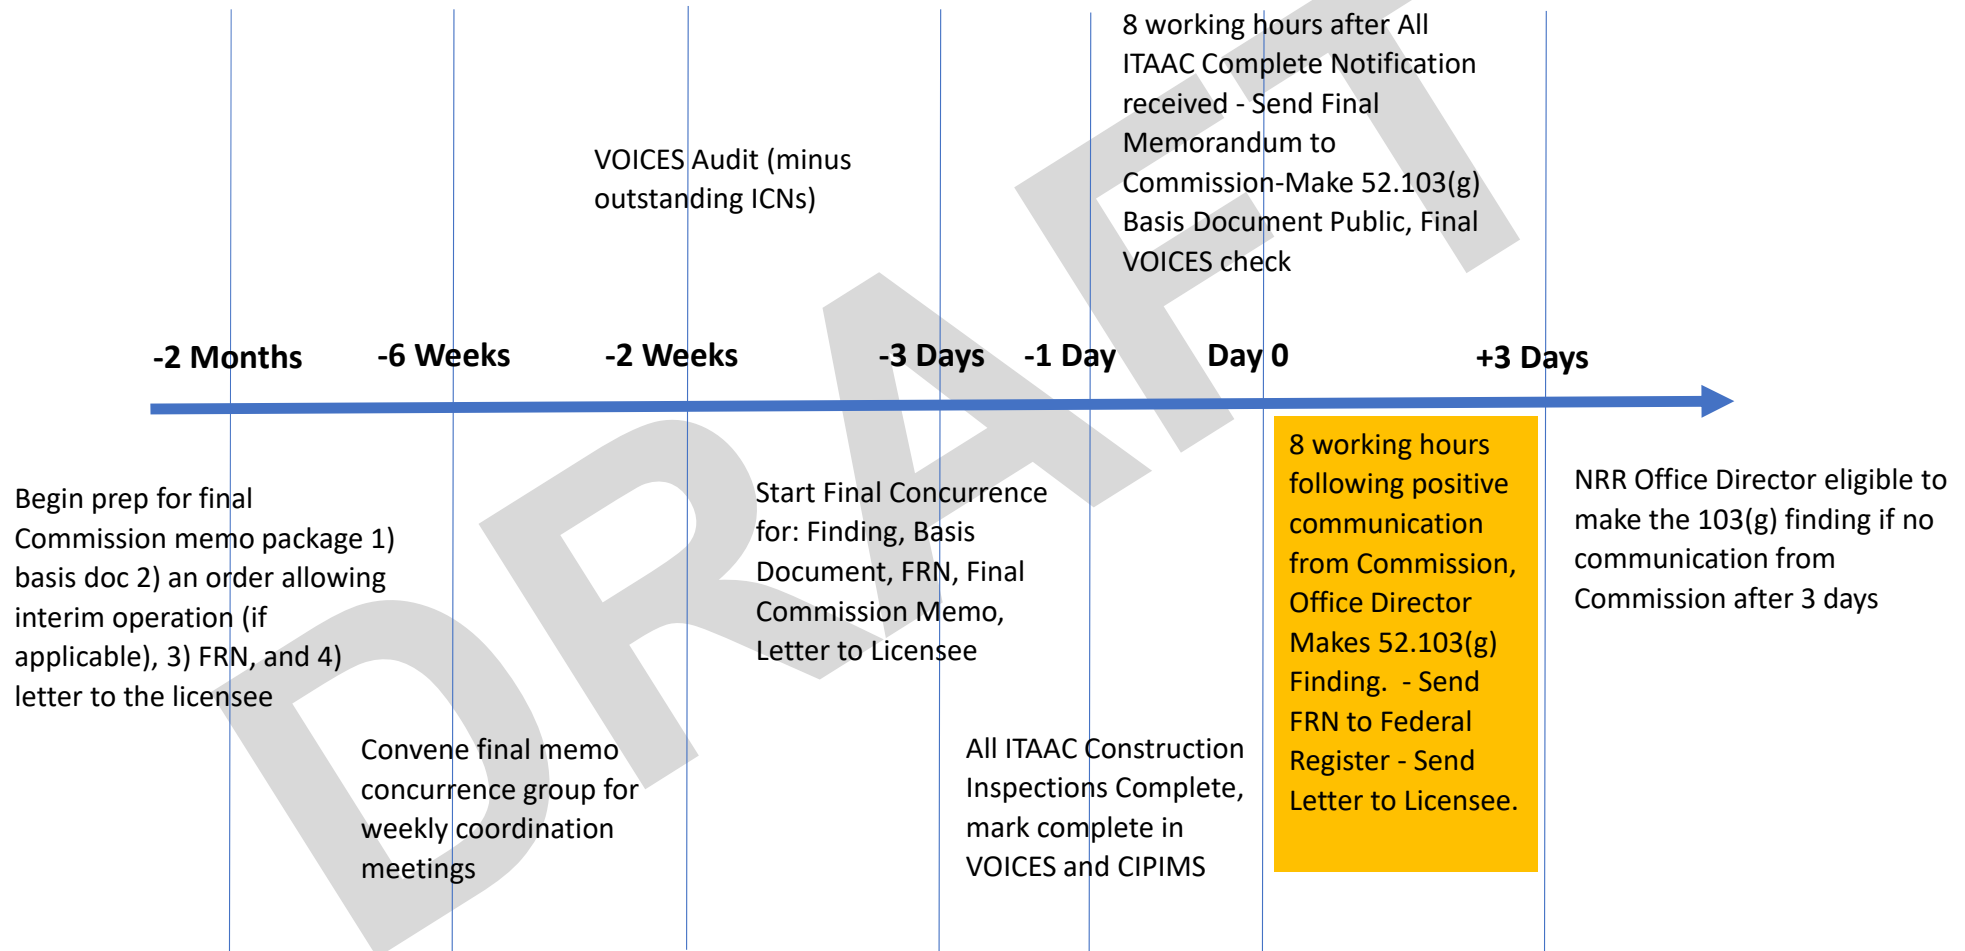 8 working hours after All
ITAAC Complete Notification
received - Send Final
Memorandum to
Commission-Make 52.103(g)
Basis Document Public, Final
VOICES check
VOICES Audit (minus
outstanding ICNs)
-2 Months
-6 Weeks
-2 Weeks
-3 Days
-1 Day
Day 0
+3 Days
Begin prep for final
Commission memo package 1)
basis doc 2) an order allowing
interim operation (if
applicable), 3) FRN, and 4)
letter to the licensee
Convene final memo
concurrence group for
weekly coordination
meetings
Start Final Concurrence
for: Finding, Basis
Document, FRN, Final
Commission Memo,
Letter to Licensee
All ITAAC Construction
Inspections Complete,
mark complete in
VOICES and CIPIMS
8 working hours
following positive
communication
from Commission,
Office Director
Makes 52.103(g)
Finding.  - Send
FRN to Federal
Register - Send
Letter to Licensee.
NRR Office Director eligible to
make the 103(g) finding if no
communication from
Commission after 3 days
DRAFT